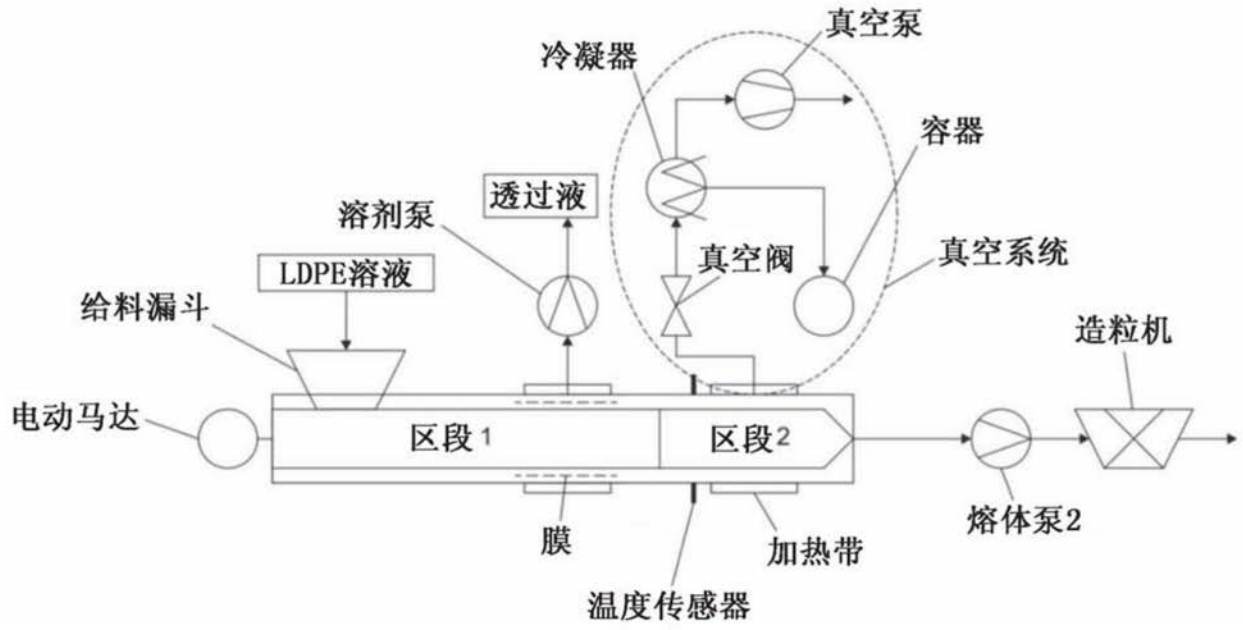 真空泵
冷凝器
容器
透过液
溶剂泵
真空阀
真空系统
LDPE溶液
给料漏斗
造粒机
电动马达
区段1
区段2
膜
加热带
熔体泵2
温度传感器